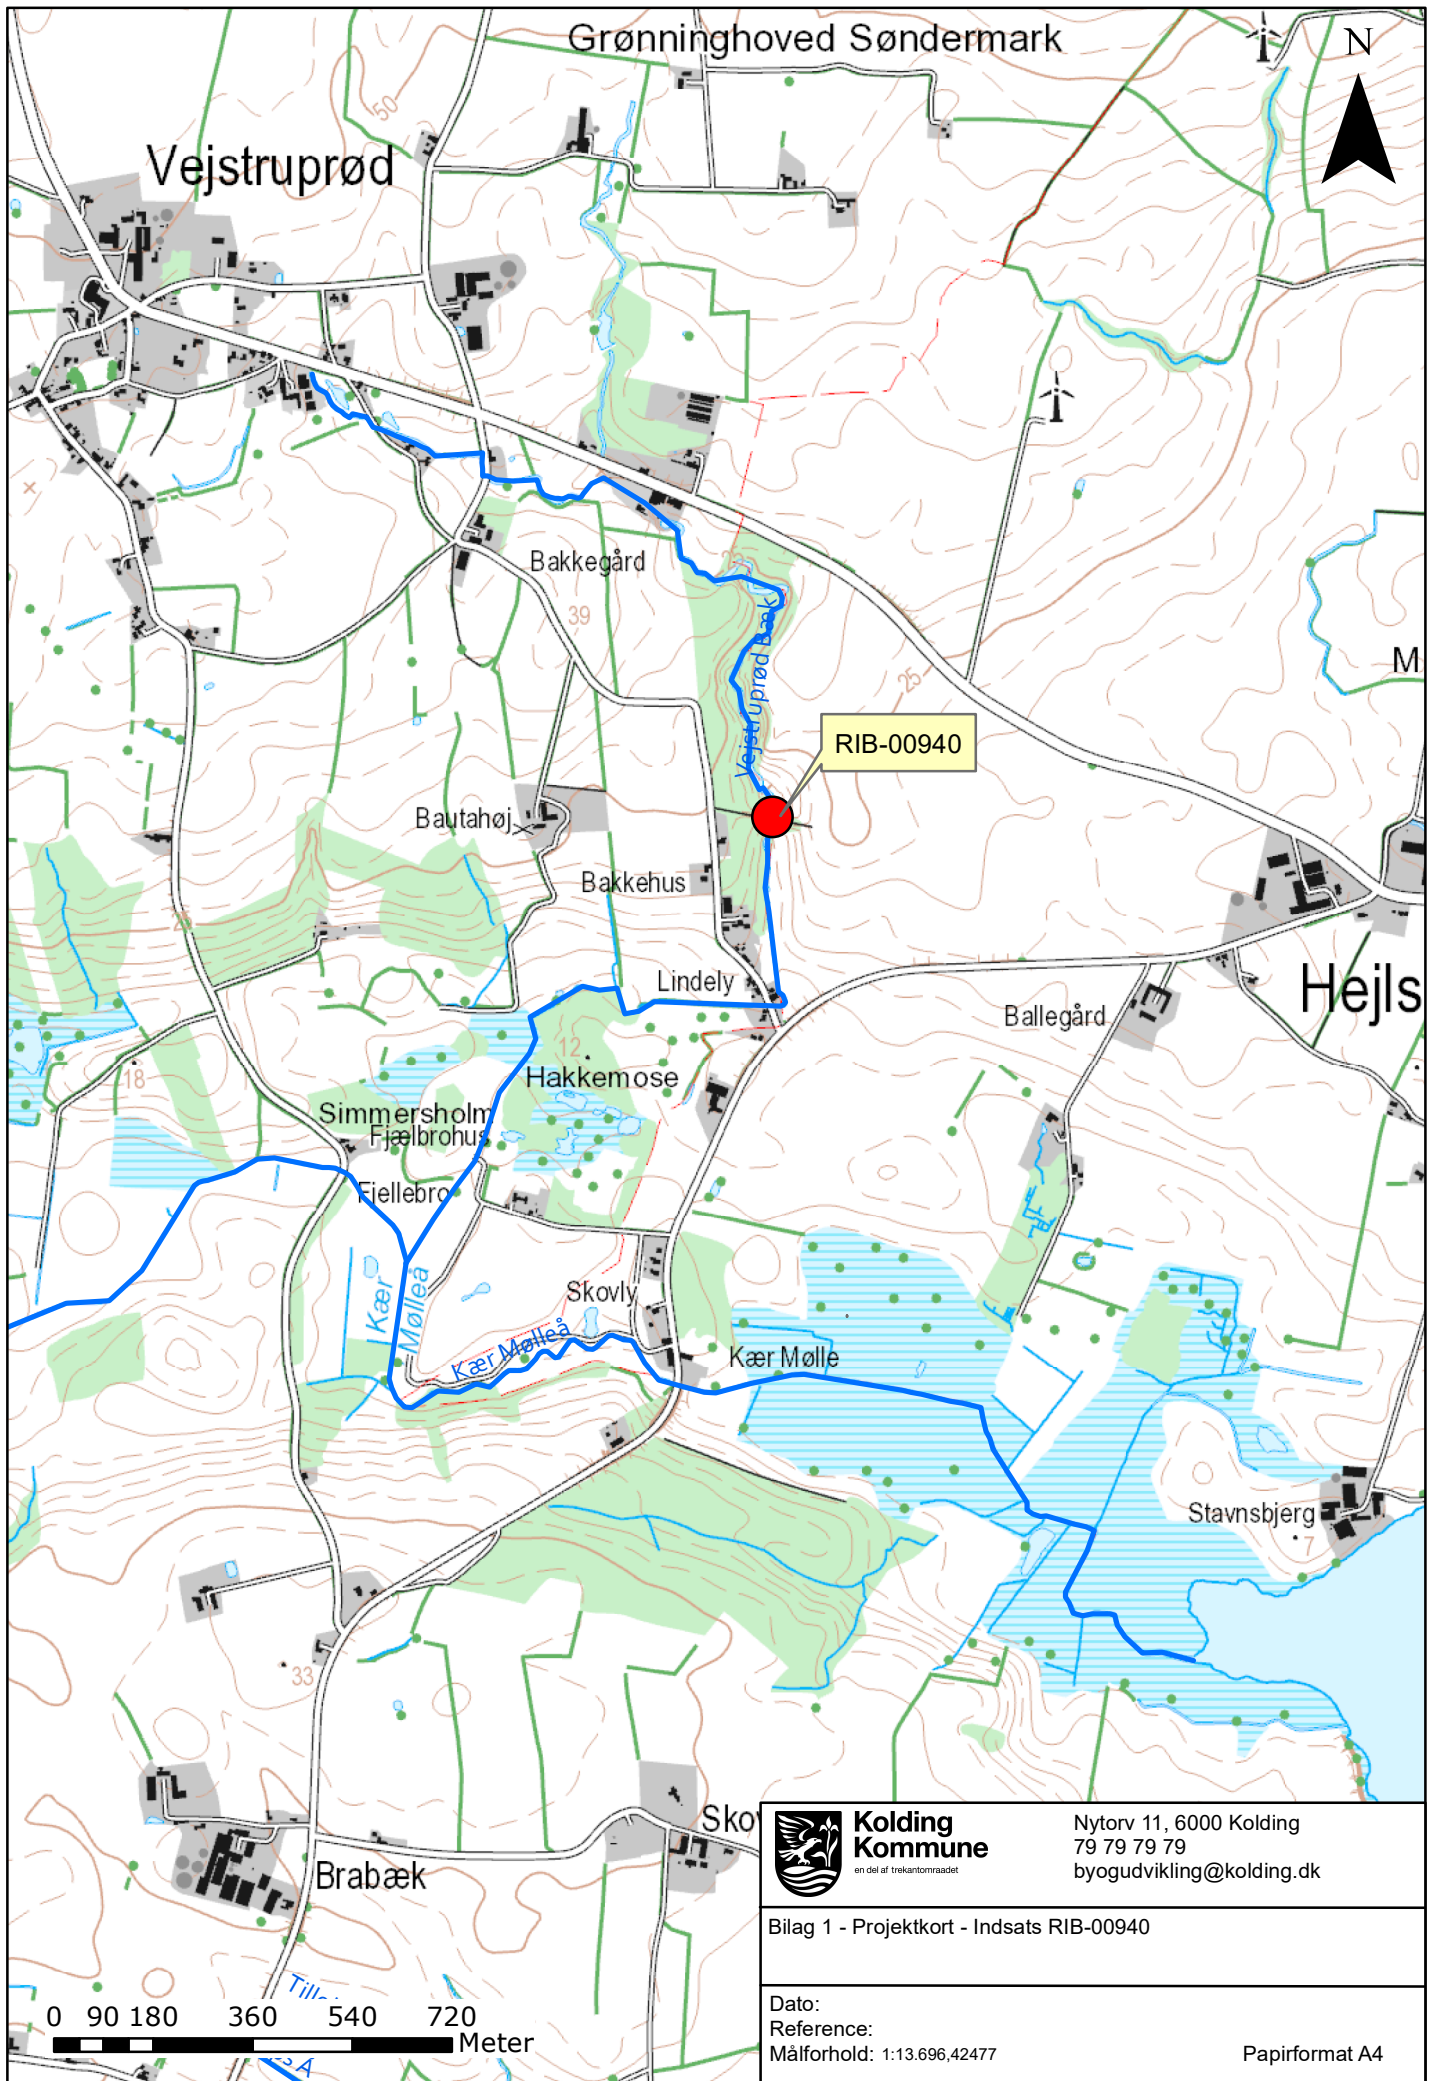 Grønninghoved Søndermark
N
50
Vejstruprød
Bakkegård
39
Vejstruprød Bæk
25
M
RIB-00940
Bautahøj
Bakkehus
Lindely
Hejls
Ballegård
12
Hakkemose
18
Simmersholm
Fjælbrohus
Fjellebro
Kær
Mølleå
Skovly
Kær Mølleå
Kær Mølle
Stavnsbjerg
7
33
Skov
Brabæk
Kolding
Kommune
en del af trekantomraadet
Nytorv 11, 6000 Kolding
79 79 79 79
byogudvikling@kolding.dk
Bilag 1 - Projektkort - Indsats RIB-00940
0 90 180 360 540 720
Meter
Dato:
Reference:
Målforhold: 1:13.696,42477
Papirformat A4